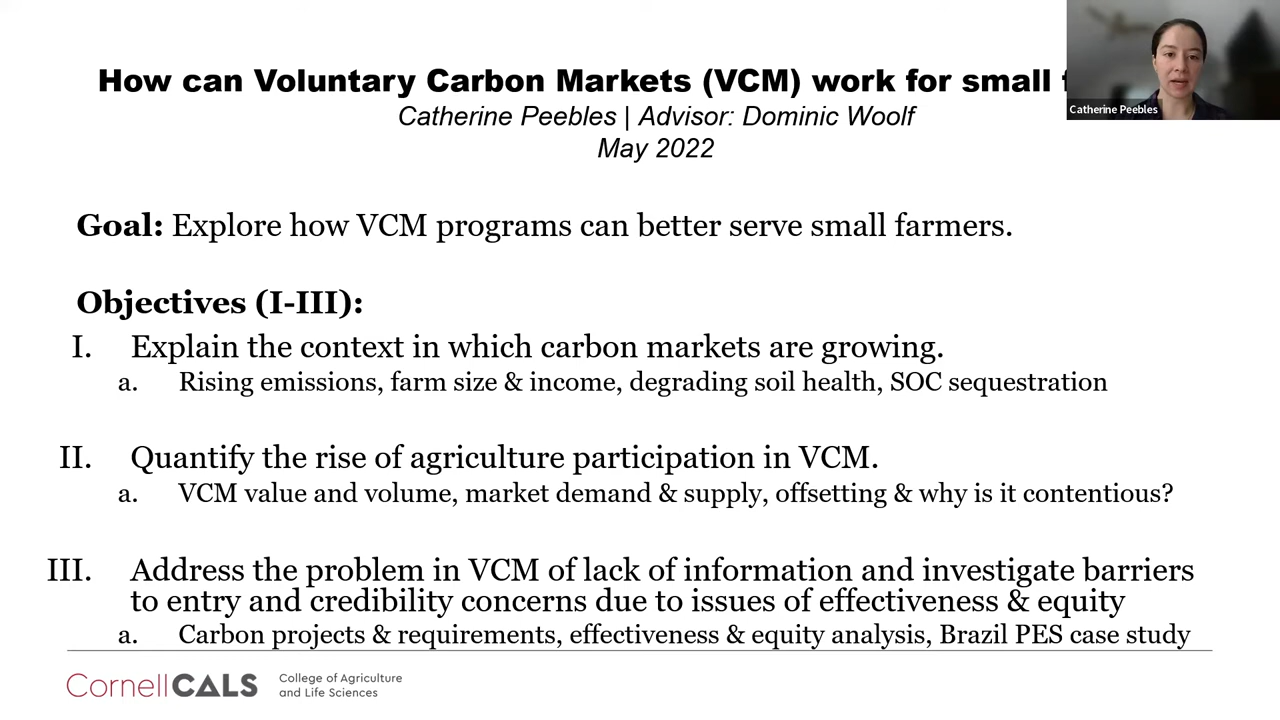 How can Voluntary Carbon Markets (VCM) work for small
Catherine Peebles | Advisor: Dominic Woolf
May 2022
Catherine Peebles
Goal: Explore how VCM programs can better serve small farmers.
Objectives (I-III):
I. Explain the context in which carbon markets are growing.
a. Rising emissions, farm size & income, degrading soil health, SOC sequestration
II. Quantify the rise of agriculture participation in VCM.
a. VCM value and volume, market demand & supply, offsetting & why is it contentious?
III. Address the problem in VCM of lack of information and investigate barriers
to entry and credibility concerns due to issues of effectiveness & equity
a. Carbon projects & requirements, effectiveness & equity analysis, Brazil PES case study
CornellCALS
College of Agriculture
and Life Sciences